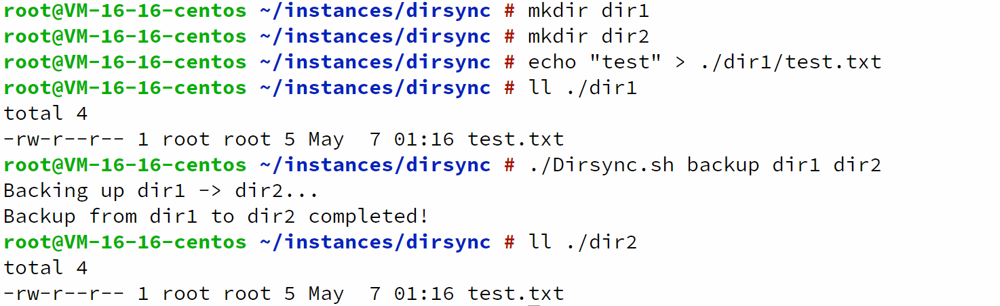 root@VM-16-16-centos ~/instances/dirsync # mkdir dir1
root@VM-16-16-centos ~/instances/dirsync # mkdir dir2
root@VM-16-16-centos ~/instances/dirsync # echo "test" > ./dir1/test.txt
root@VM-16-16-centos ~/instances/dirsync # ll ./dir1
total 4
-rw-r--r-- 1 root root 5 May  7 01:16 test.txt
root@VM-16-16-centos ~/instances/dirsync # ./Dirsync.sh backup dir1 dir2
Backing up dir1 -> dir2...
Backup from dir1 to dir2 completed!
root@VM-16-16-centos ~/instances/dirsync # ll ./dir2
total 4
-rw-r--r-- 1 root root 5 May  7 01:16 test.txt